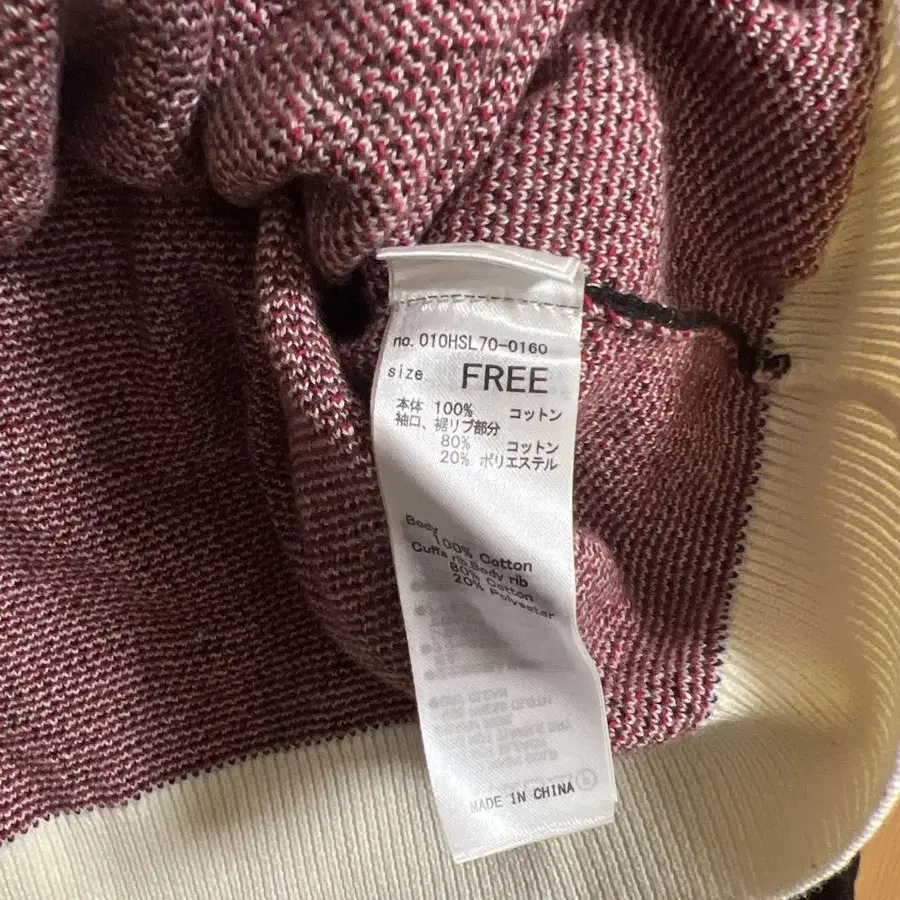 no. 010HSL70-0160
size FREE
本体 100% コットン
袖口、裾リブ部分
80% コットン
20% ポリエステル
Body
100% Cotton
Cuffs rib,Body rib
80% Cotton
20% Polyester
MADE IN CHINA